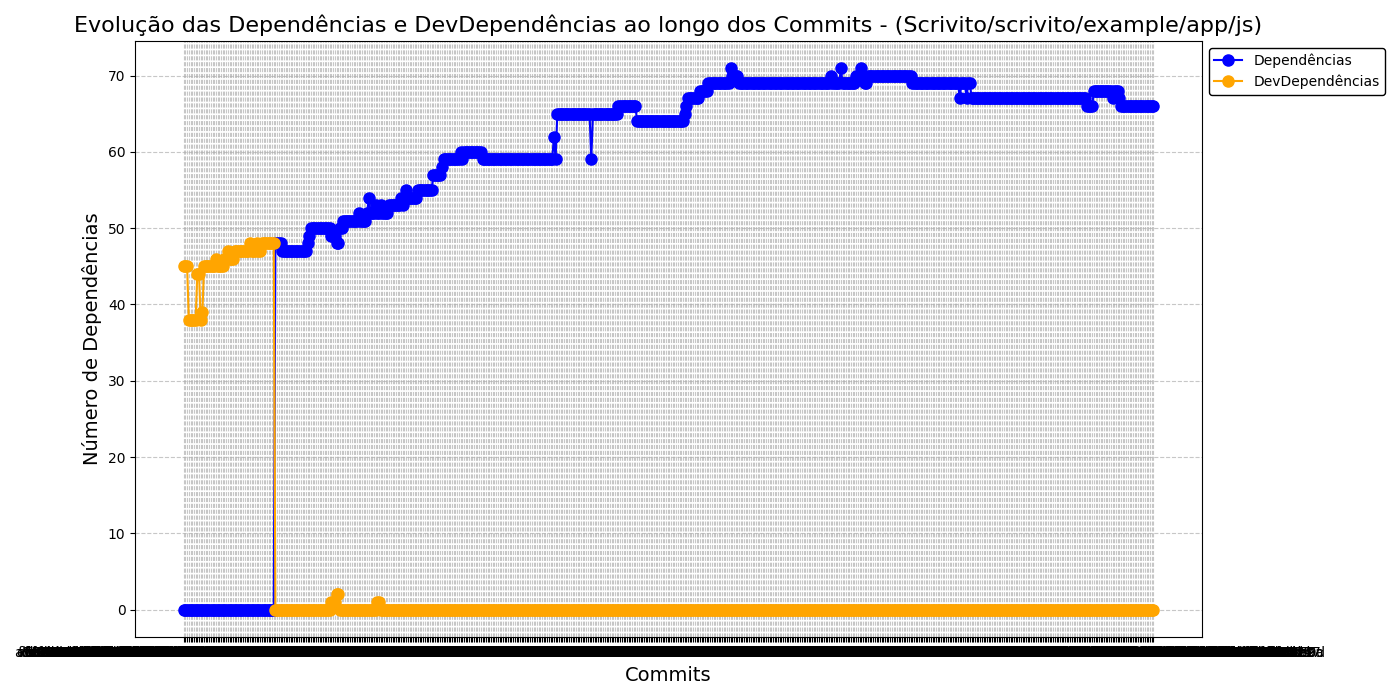 Evolução das Dependências e DevDependências ao longo dos Commits - (Scrivito/scrivito/example/app/js)
Dependências
DevDependências
Número de Dependências
70
60
50
40
30
20
10
0
Commits